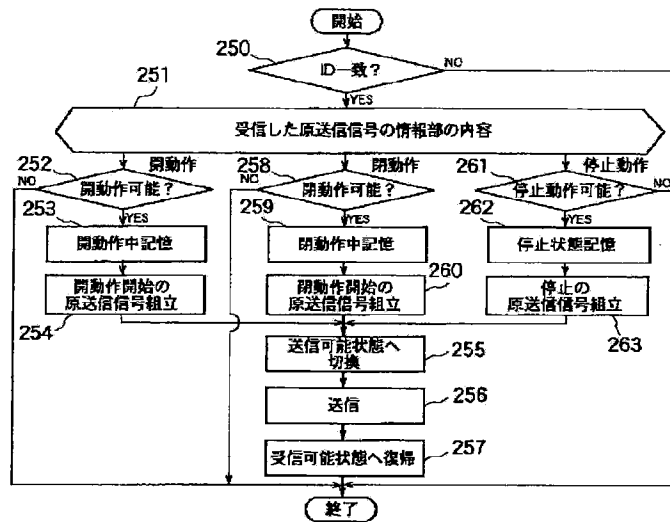 開始
250
ID一致？
NO
YES
251
受信した原送信信号の情報部の内容
252
開動作
258
閉動作
261
停止動作
NO
開動作可能？
NO
閉動作可能？
停止動作可能？
NO
253
YES
259
YES
262
YES
開動作中記憶
閉動作中記憶
停止状態記憶
開動作開始の
原送信信号組立
閉動作開始の
原送信信号組立
停止の
原送信信号組立
254
260
263
送信可能状態へ
切換
255
送信
256
受信可能状態へ復帰
257
終了